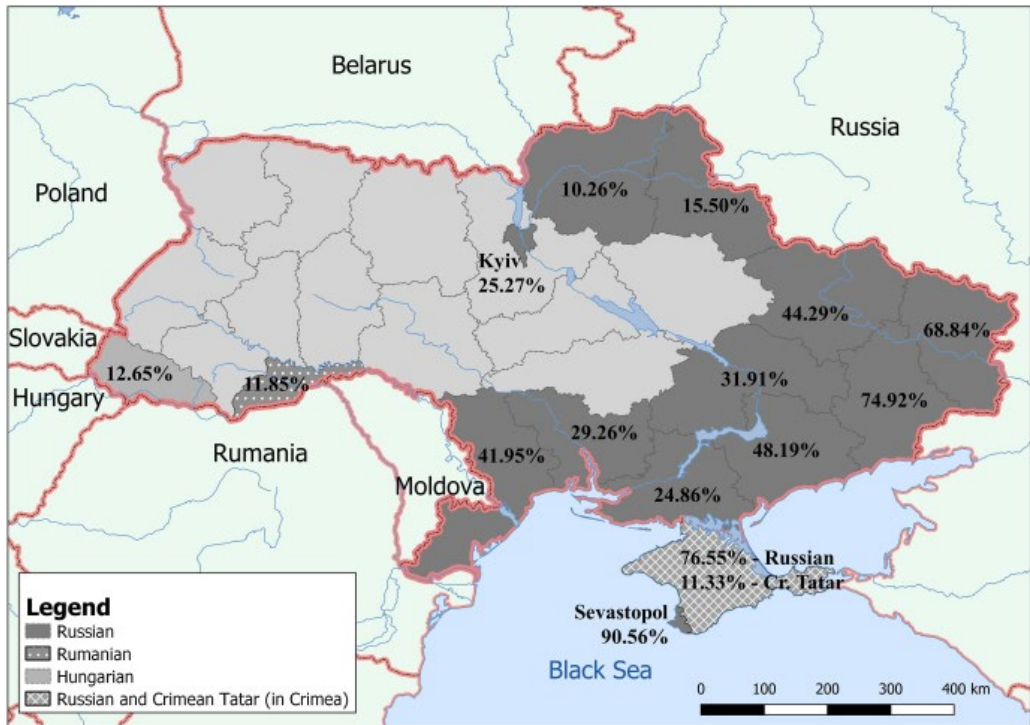 Belarus
Russia
Poland
10.26%
15.50%
Kyiv
25.27%
44.29%
68.84%
Slovakia
12.65%
11.85%
Hungary
31.91%
74.92%
Rumania
29.26%
41.95%
48.19%
Moldova
24.86%
76.55% - Russian
11.33% - Cr. Tatar
Sevastopol
90.56%
Black Sea
Legend
Russian
Rumanian
Hungarian
Russian and Crimean Tatar (in Crimea)
0 100 200 300 400 km